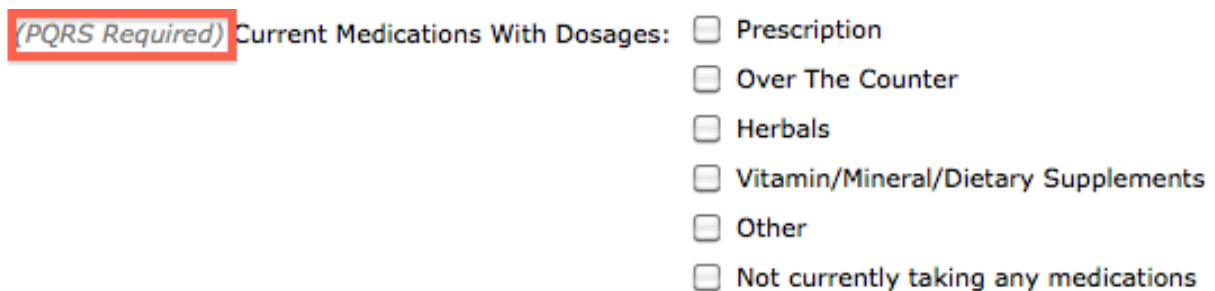 (PQRS Required) Current Medications With Dosages: Prescription
Over The Counter
Herbals
Vitamin/Mineral/Dietary Supplements
Other
Not currently taking any medications